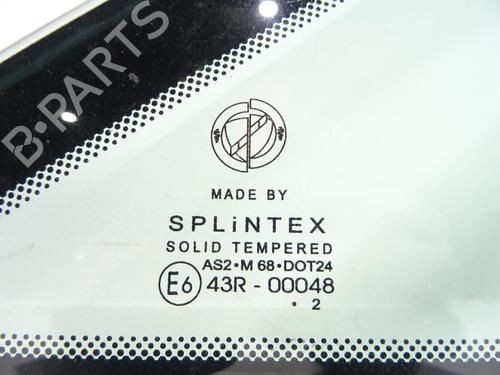 B-PARTS
MADE BY
SPLiNTEX
SOLID TEMPERED
AS2•M 68•DOT24
E6 43R - 00048
• 2